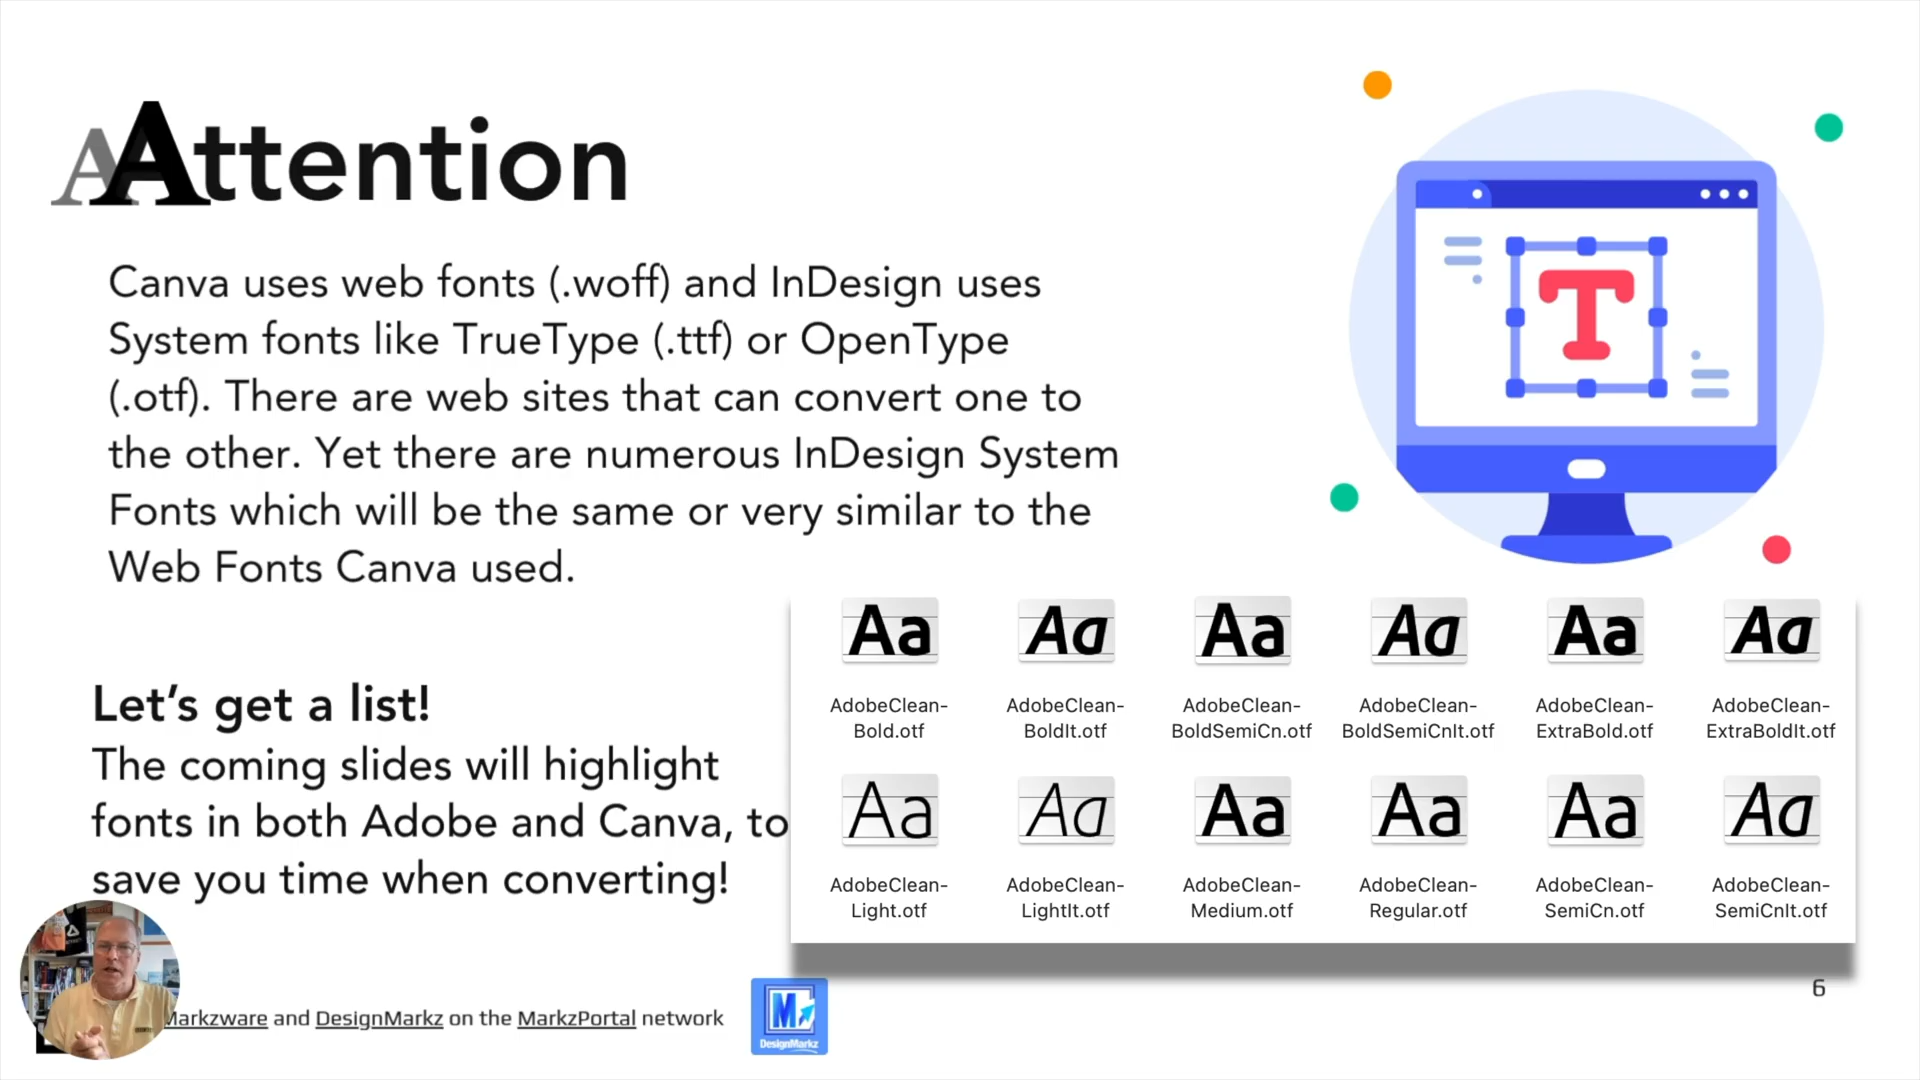 Attention
Canva uses web fonts (.woff) and InDesign uses
System fonts like TrueType (.ttf) or OpenType
(.otf). There are web sites that can convert one to
the other. Yet there are numerous InDesign System
Fonts which will be the same or very similar to the
Web Fonts Canva used.
Let’s get a list!
The coming slides will highlight
fonts in both Adobe and Canva, to
save you time when converting!
T
Aa Aa Aa Aa Aa Aa
AdobeClean- AdobeClean- AdobeClean- AdobeClean- AdobeClean- AdobeClean-
Bold.otf BoldIt.otf BoldSemiCn.otf BoldSemiCnIt.otf ExtraBold.otf ExtraBoldIt.otf
Aa Aa Aa Aa Aa Aa
AdobeClean- AdobeClean- AdobeClean- AdobeClean- AdobeClean- AdobeClean-
Light.otf LightIt.otf Medium.otf Regular.otf SemiCn.otf SemiCnIt.otf
6
Markzware and DesignMarkz on the MarkzPortal network
M
DesignMarkz